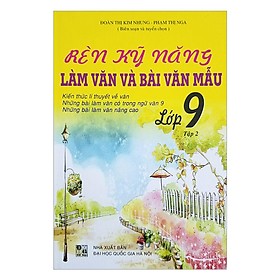 ĐOÀN THỊ KIM NHUNG - PHẠM THỊ NGA
( Biên soạn và tuyển chọn )
RÈN KỸ NĂNG
LÀM VĂN VÀ BÀI VĂN MẪU
Kiến thức lí thuyết về văn
Những bài làm văn có trong ngữ văn 9
Những bài làm văn nâng cao
Lớp 9
Tập 2
NHÀ XUẤT BẢN
ĐẠI HỌC QUỐC GIA HÀ NỘI